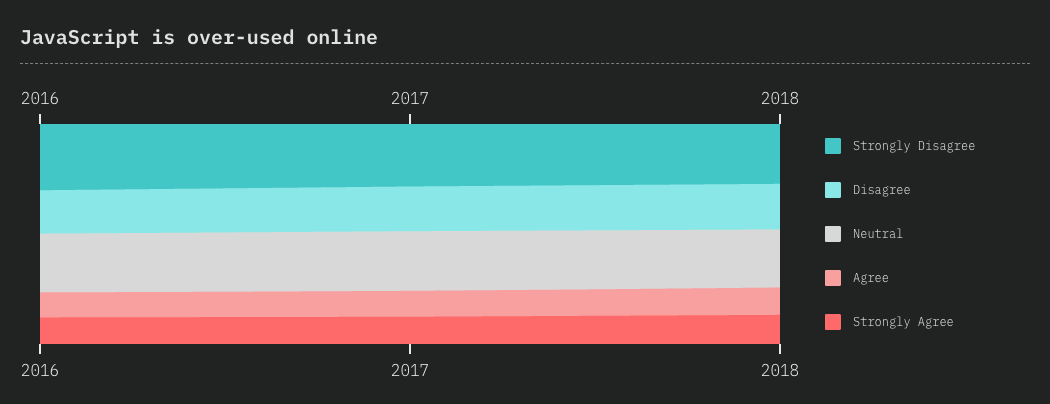 JavaScript is over-used online
2016 2017 2018
Strongly Disagree
Disagree
Neutral
Agree
Strongly Agree
2016 2017 2018